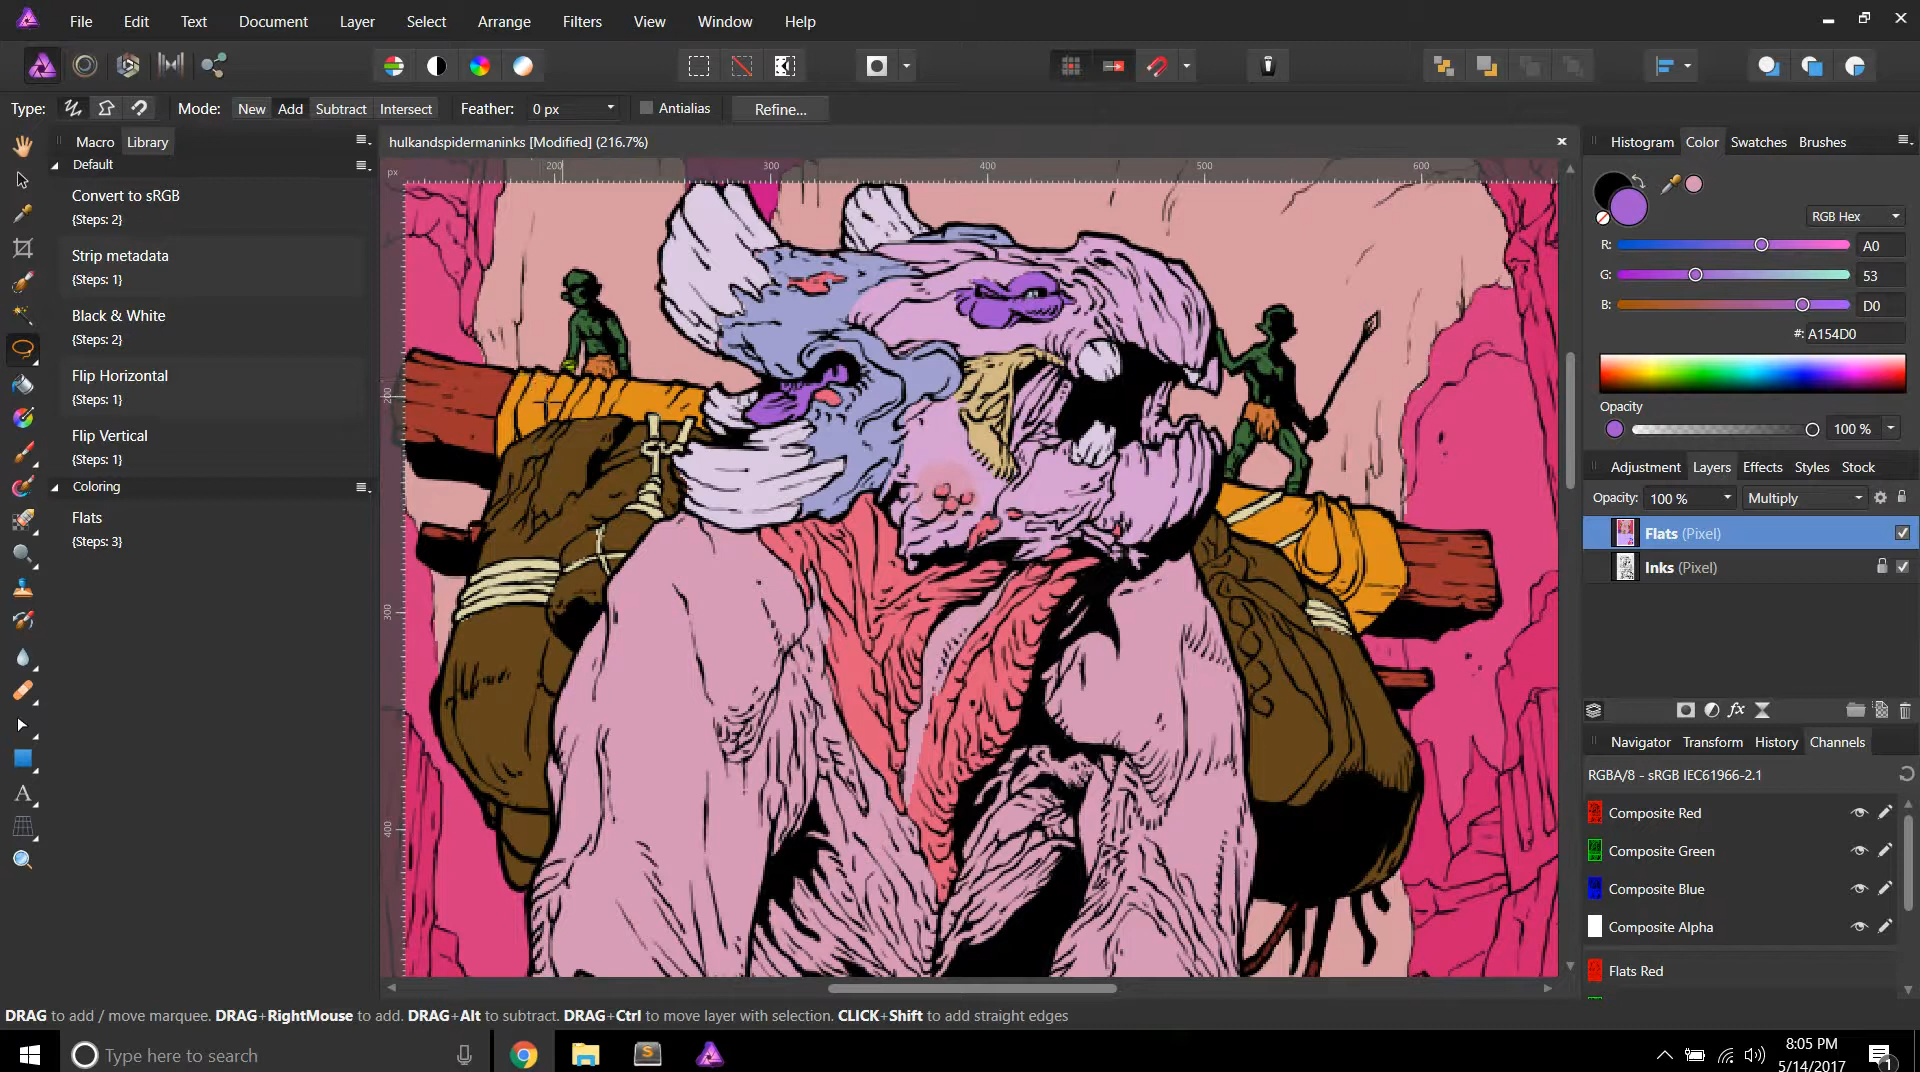 File Edit Text Document Layer Select Arrange Filters View Window Help
Type: Mode: New Add Subtract Intersect Feather: 0 px Antialias Refine...
Macro Library
Default
Convert to sRGB
{Steps: 2}
Strip metadata
{Steps: 1}
Black & White
{Steps: 2}
Flip Horizontal
{Steps: 1}
Flip Vertical
{Steps: 1}
Coloring
Flats
{Steps: 3}
hulkandspidermaninks [Modified] (216.7%)
px 200 300 400 500 600
200
300
400
Histogram Color Swatches Brushes
RGB Hex
R: A0
G: 53
B: D0
#: A154D0
Opacity
100 %
Adjustment Layers Effects Styles Stock
Opacity: 100 % Multiply
Flats (Pixel)
Inks (Pixel)
fx
Navigator Transform History Channels
RGBA/8 - sRGB IEC61966-2.1
Composite Red
Composite Green
Composite Blue
Composite Alpha
Flats Red
DRAG to add / move marquee. DRAG+RightMouse to add. DRAG+Alt to subtract. DRAG+Ctrl to move layer with selection. CLICK+Shift to add straight edges
Type here to search
S
8:05 PM
5/14/2017
1